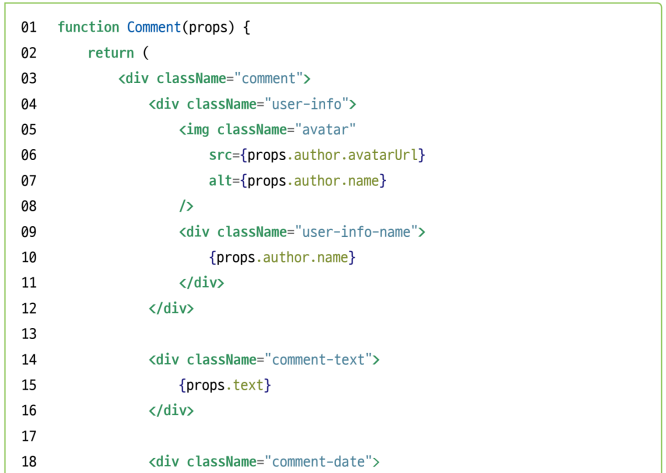 01 function Comment(props) {
02     return (
03         <div className="comment">
04             <div className="user-info">
05                 <img className="avatar"
06                     src={props.author.avatarUrl}
07                     alt={props.author.name}
08                 />
09                 <div className="user-info-name">
10                     {props.author.name}
11                 </div>
12             </div>
13
14             <div className="comment-text">
15                 {props.text}
16             </div>
17
18             <div className="comment-date">